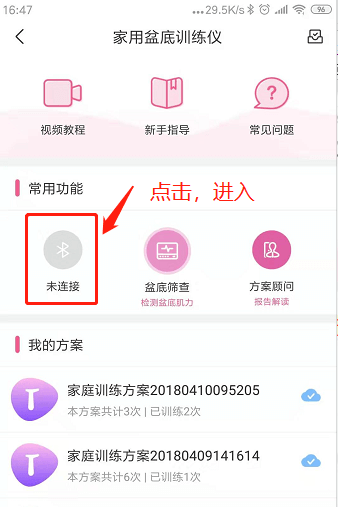 16:47
...29.5K/s 96
家用盆底训练仪
视频教程 新手指导 常见问题
常用功能
点击，进入
未连接 盆底筛查 方案顾问
检测盆底肌力 报告解读
我的方案
家庭训练方案20180410095205
本方案共计3次 | 已训练2次
家庭训练方案20180409141614
本方案共计6次 | 已训练1次